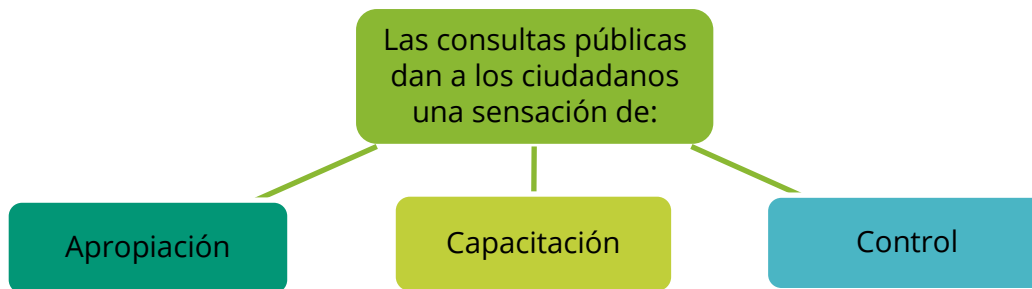 Las consultas públicas
dan a los ciudadanos
una sensación de:
Apropiación
Capacitación
Control